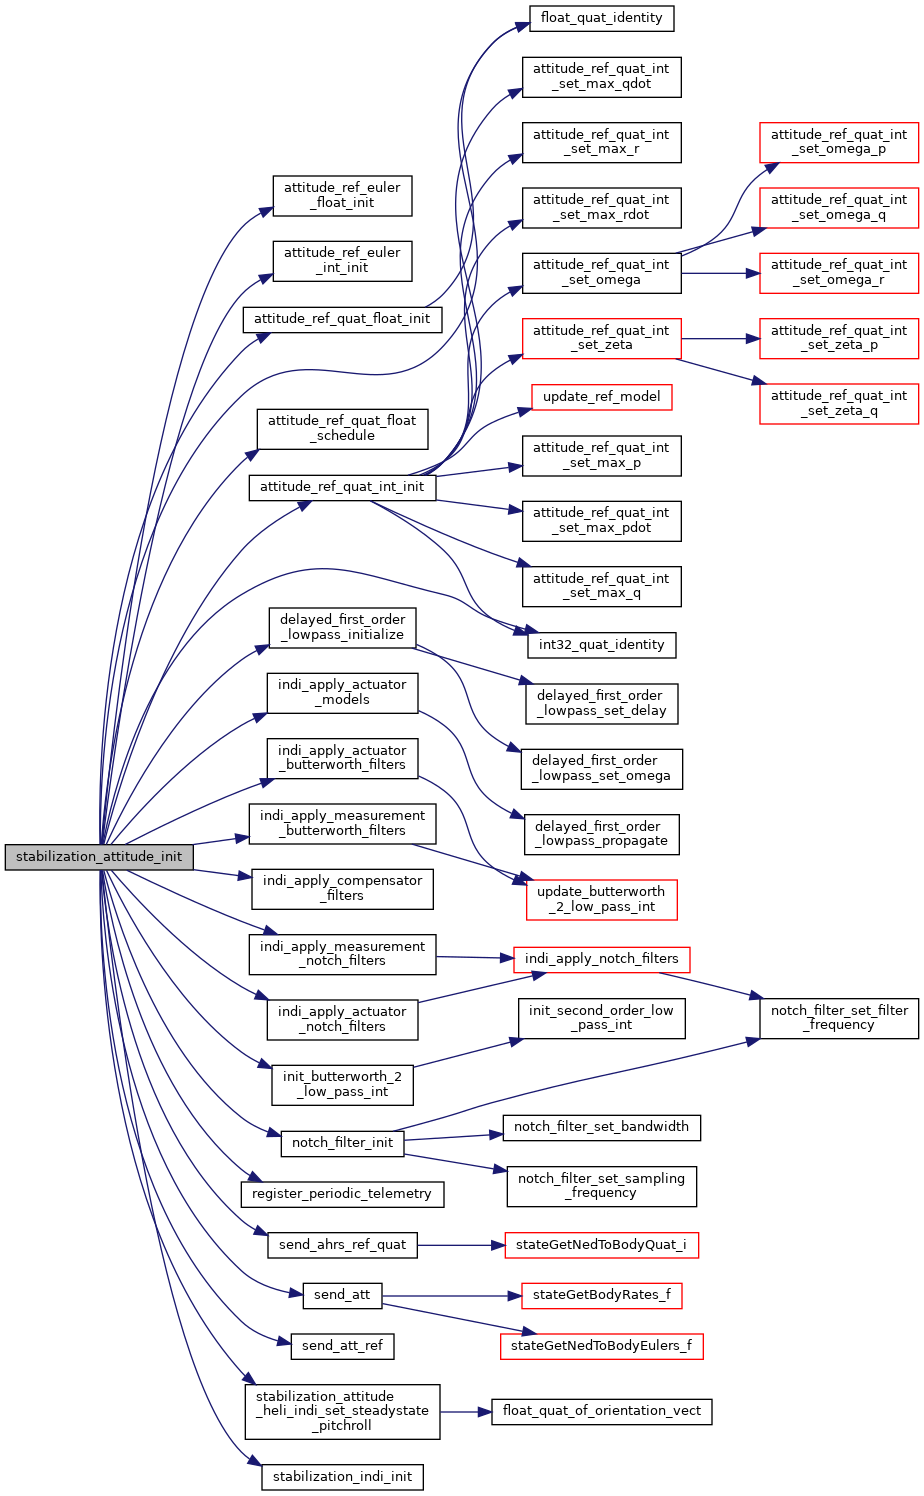 stabilization_attitude_init
attitude_ref_euler
_float_init
attitude_ref_euler
_int_init
attitude_ref_quat_float_init
attitude_ref_quat_float
_schedule
attitude_ref_quat_int_init
delayed_first_order
_lowpass_initialize
indi_apply_actuator
_models
indi_apply_actuator
_butterworth_filters
indi_apply_measurement
_butterworth_filters
indi_apply_compensator
_filters
indi_apply_measurement
_notch_filters
indi_apply_actuator
_notch_filters
init_butterworth_2
_low_pass_int
notch_filter_init
register_periodic_telemetry
send_ahrs_ref_quat
send_att
send_att_ref
stabilization_attitude
_heli_indi_set_steadystate
_pitchroll
stabilization_indi_init
float_quat_identity
attitude_ref_quat_int
_set_max_qdot
attitude_ref_quat_int
_set_max_r
attitude_ref_quat_int
_set_max_rdot
attitude_ref_quat_int
_set_omega
attitude_ref_quat_int
_set_zeta
update_ref_model
attitude_ref_quat_int
_set_max_p
attitude_ref_quat_int
_set_max_pdot
attitude_ref_quat_int
_set_max_q
int32_quat_identity
delayed_first_order
_lowpass_set_delay
delayed_first_order
_lowpass_set_omega
delayed_first_order
_lowpass_propagate
update_butterworth
_2_low_pass_int
indi_apply_notch_filters
init_second_order_low
_pass_int
notch_filter_set_bandwidth
notch_filter_set_sampling
_frequency
stateGetNedToBodyQuat_i
stateGetBodyRates_f
stateGetNedToBodyEulers_f
float_quat_of_orientation_vect
attitude_ref_quat_int
_set_omega_p
attitude_ref_quat_int
_set_omega_q
attitude_ref_quat_int
_set_omega_r
attitude_ref_quat_int
_set_zeta_p
attitude_ref_quat_int
_set_zeta_q
notch_filter_set_filter
_frequency